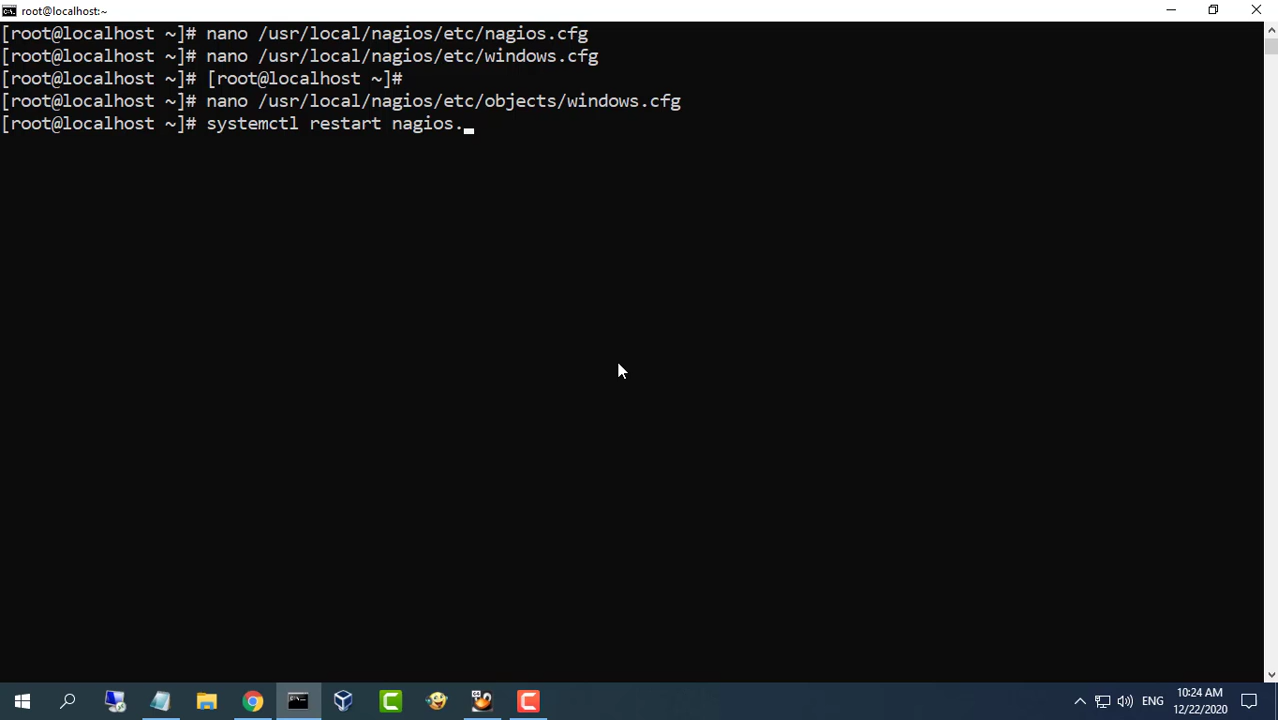 root@localhost:~
[root@localhost ~]# nano /usr/local/nagios/etc/nagios.cfg
[root@localhost ~]# nano /usr/local/nagios/etc/windows.cfg
[root@localhost ~]# [root@localhost ~]#
[root@localhost ~]# nano /usr/local/nagios/etc/objects/windows.cfg
[root@localhost ~]# systemctl restart nagios._
ENG
10:24 AM
12/22/2020